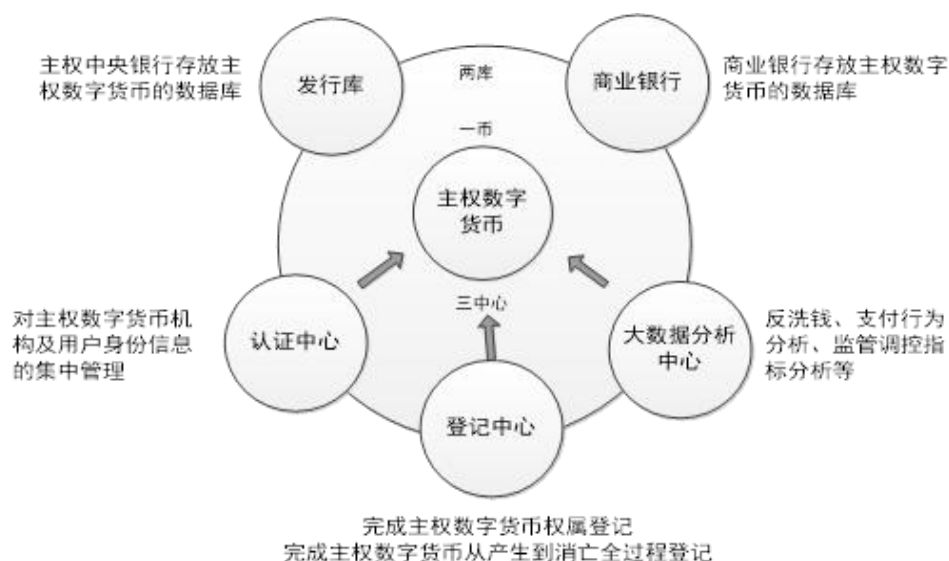 主权中央银行存放主
权数字货币的数据库
发行库
两库
商业银行
商业银行存放主权数字
货币的数据库
一币
主权数字
货币
对主权数字货币机
构及用户身份信息
的集中管理
认证中心
三中心
大数据分析
中心
反洗钱、支付行为
分析、监管调控指
标分析等
登记中心
完成主权数字货币权属登记
完成主权数字货币从产生到消亡全过程登记